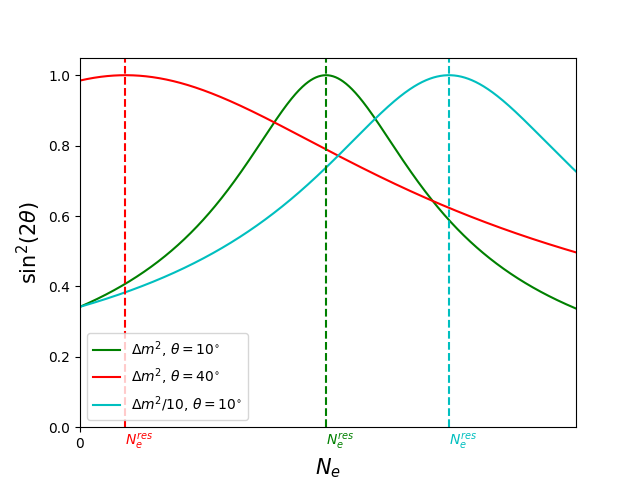 1.0
0.8
0.6
0.4
0.2
0.0
sin²(2θ)
Δm², θ = 10°
Δm², θ = 40°
Δm²/10, θ = 10°
0
N_e^{res} N_e^{res} N_e^{res}
N_e